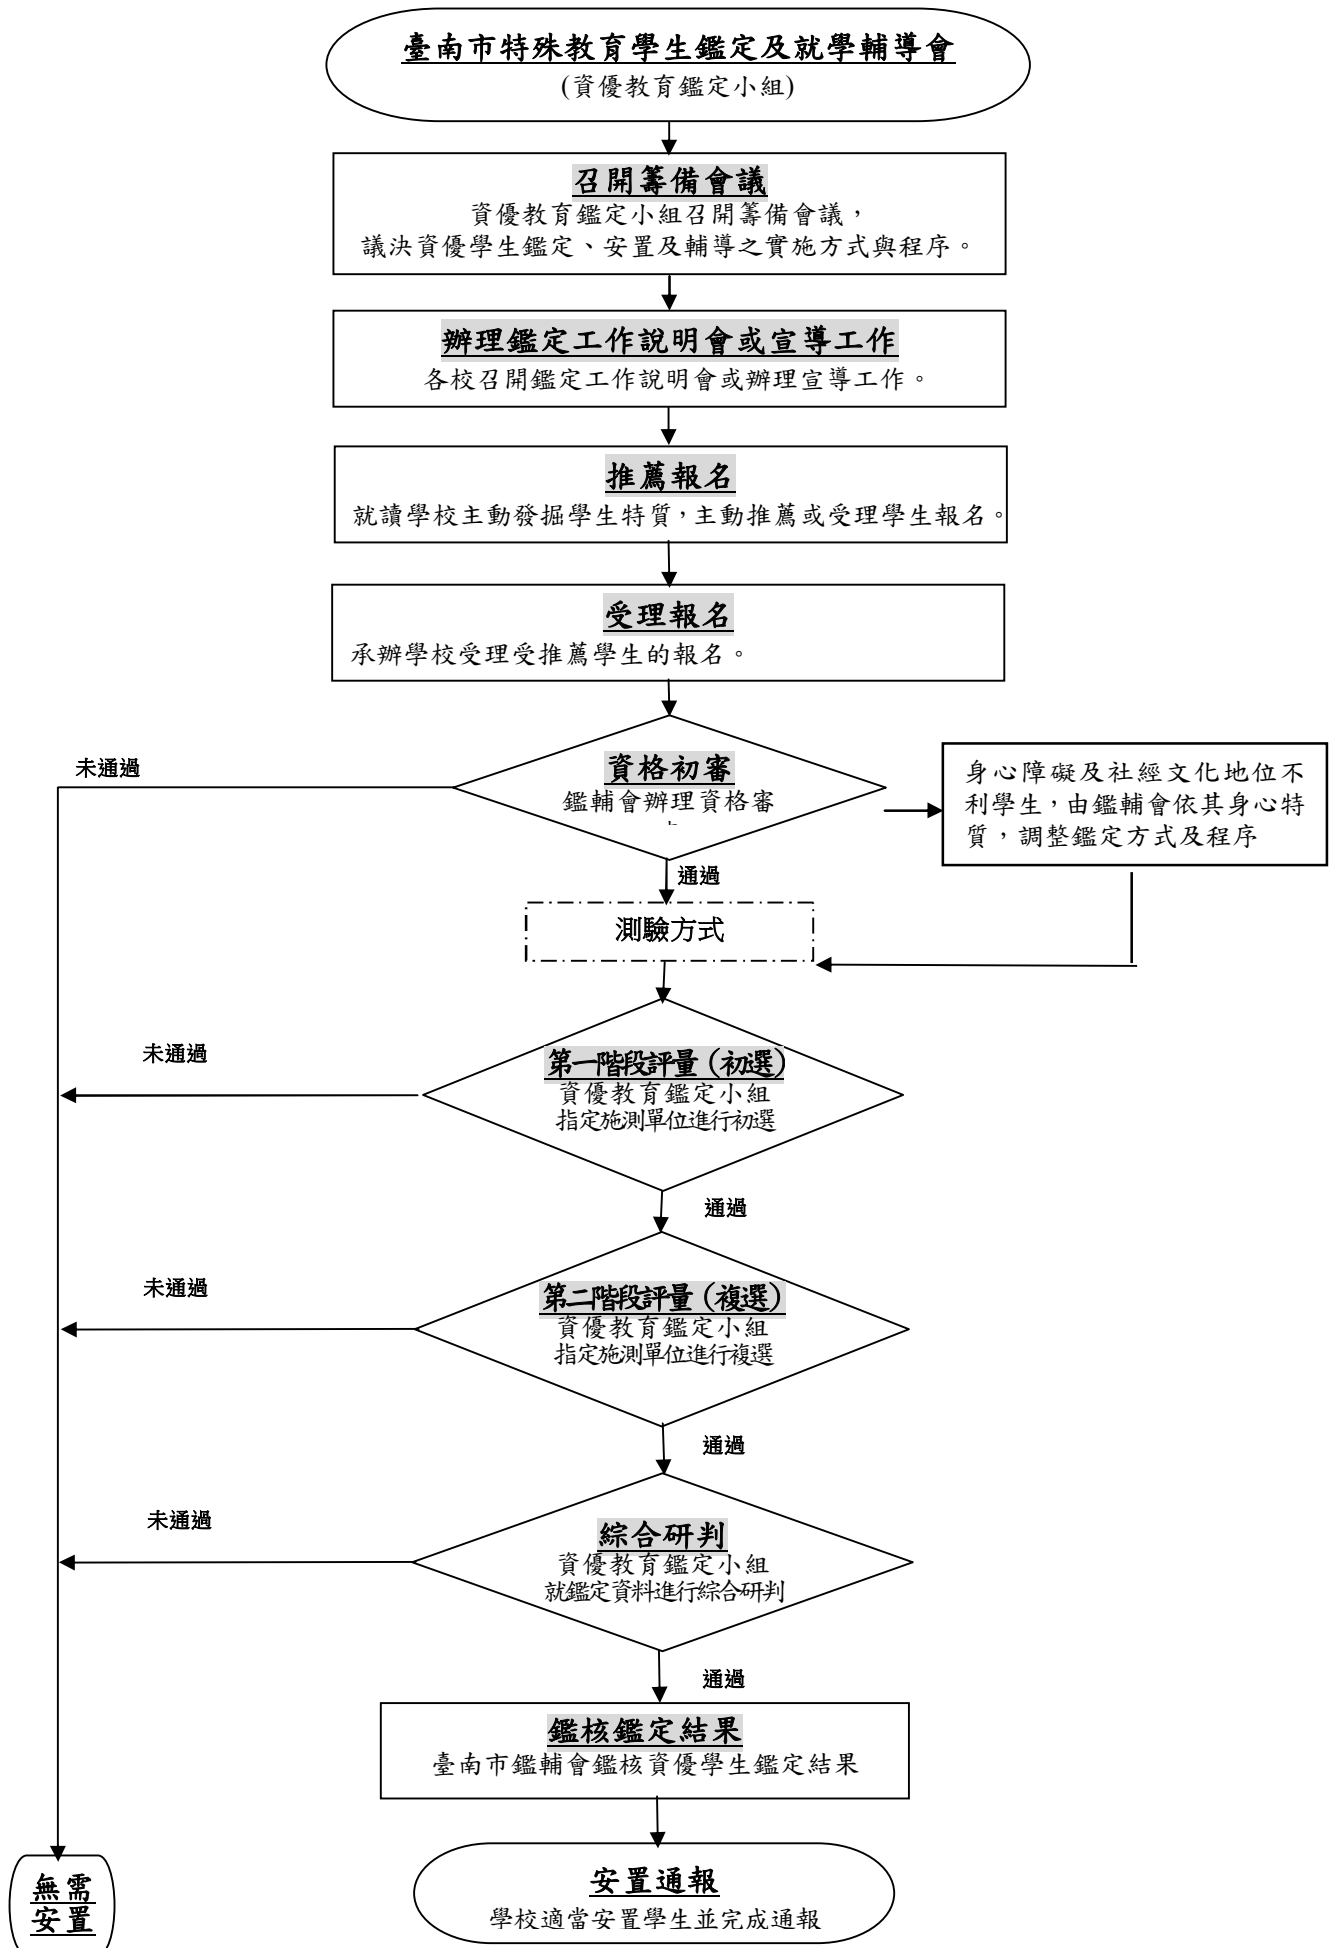 臺南市特殊教育學生鑑定及就學輔導會
(資優教育鑑定小組)
召開籌備會議
資優教育鑑定小組召開籌備會議，
議決資優學生鑑定、安置及輔導之實施方式與程序。
辦理鑑定工作說明會或宣導工作
各校召開鑑定工作說明會或辦理宣導工作。
推薦報名
就讀學校主動發掘學生特質，主動推薦或受理學生報名。
受理報名
承辦學校受理受推薦學生的報名。
未通過
資格初審
鑑輔會辦理資格審
身心障礙及社經文化地位不
利學生，由鑑輔會依其身心特
質，調整鑑定方式及程序
通過
測驗方式
未通過
第一階段評量（初選）
資優教育鑑定小組
指定施測單位進行初選
通過
未通過
第二階段評量（複選）
資優教育鑑定小組
指定施測單位進行複選
通過
未通過
綜合研判
資優教育鑑定小組
就鑑定資料進行綜合研判
通過
鑑核鑑定結果
臺南市鑑輔會鑑核資優學生鑑定結果
無需
安置
安置通報
學校適當安置學生並完成通報